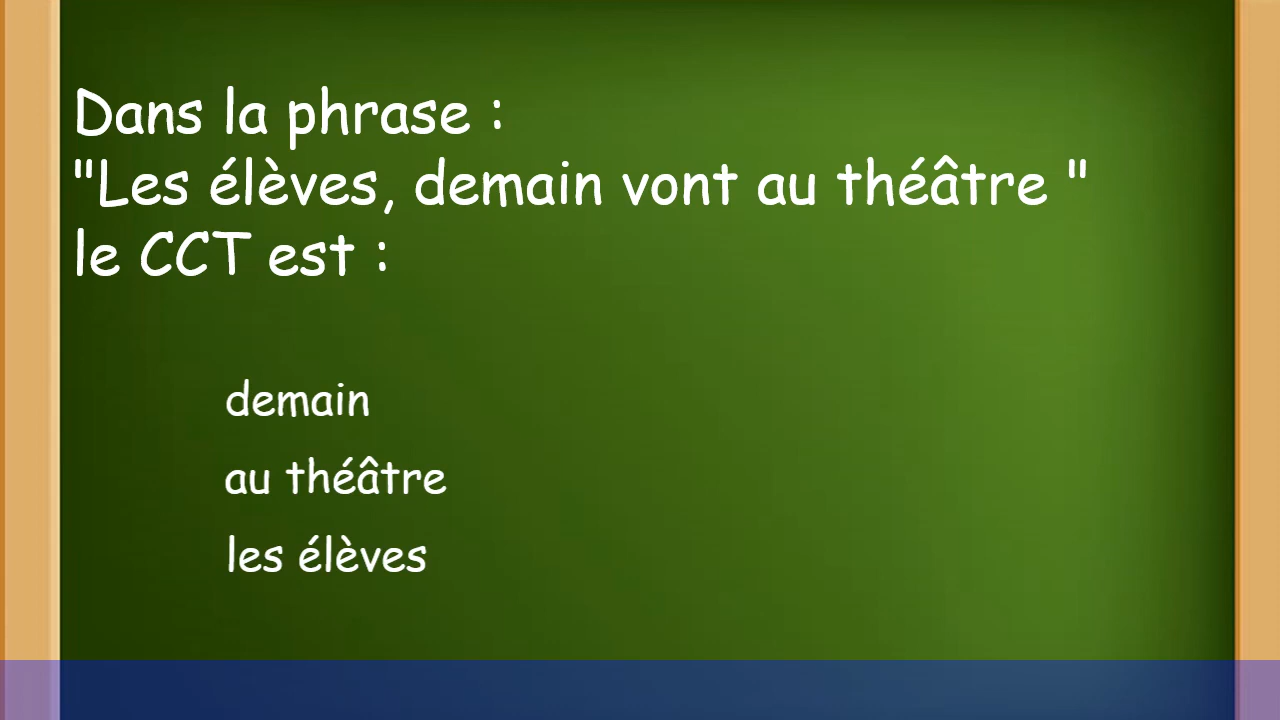 Dans la phrase :
"Les élèves, demain vont au théâtre "
le CCT est :
demain
au théâtre
les élèves